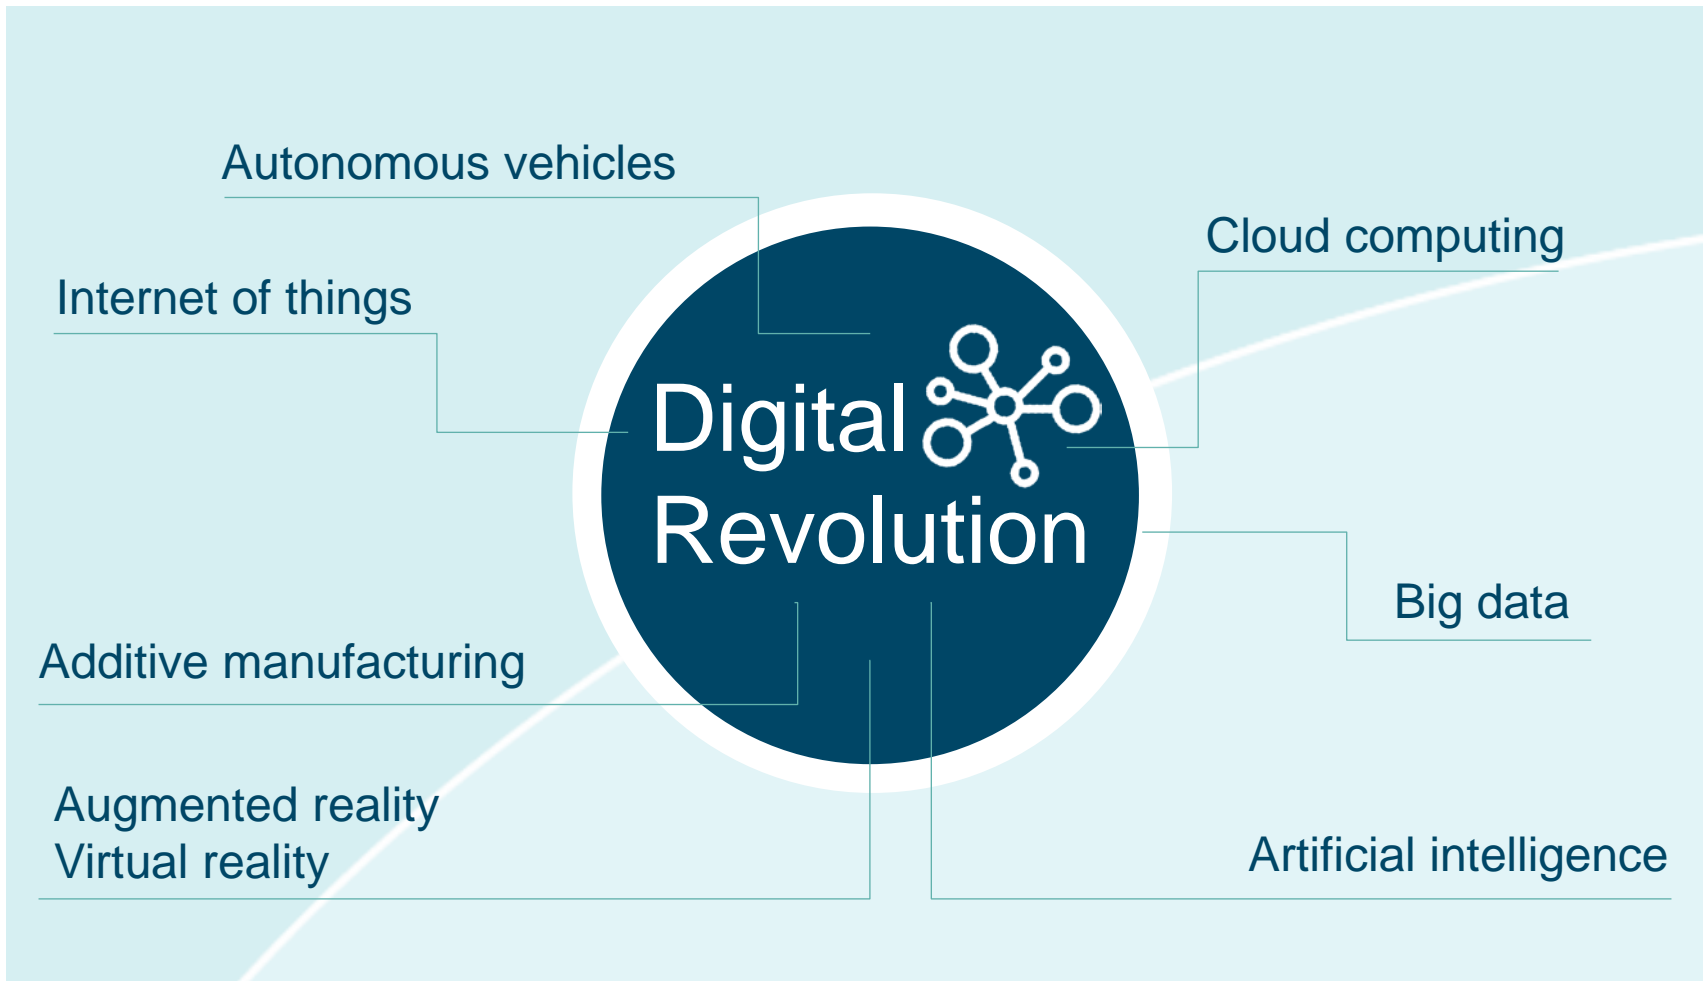 Autonomous vehicles
Cloud computing
Internet of things
Digital
Revolution
Big data
Additive manufacturing
Augmented reality
Virtual reality
Artificial intelligence